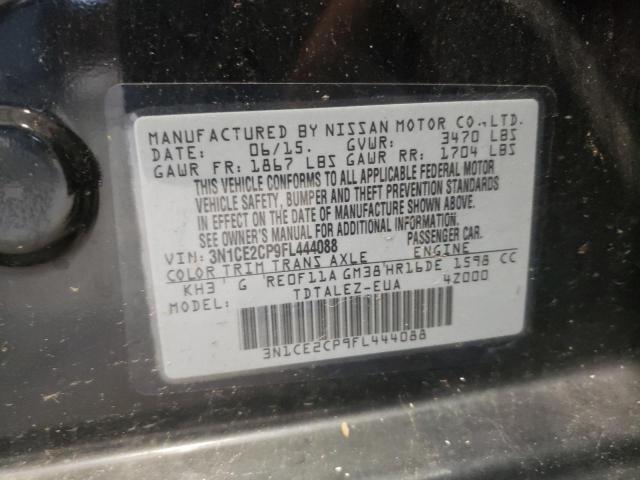 MANUFACTURED BY NISSAN MOTOR CO.,LTD.
DATE: 06/15. GVWR: 3470 LBS
GAWR FR: 1867 LBS GAWR RR: 1704 LBS
THIS VEHICLE CONFORMS TO ALL APPLICABLE FEDERAL MOTOR
VEHICLE SAFETY, BUMPER AND THEFT PREVENTION STANDARDS
IN EFFECT ON THE DATE OF MANUFACTURE SHOWN ABOVE.
SEE OWNER'S MANUAL FOR ADDITIONAL INFORMATION.
VIN: 3N1CE2CP9FL444088 PASSENGER CAR.
COLOR TRIM TRANS AXLE ENGINE
KH3 G RE0F11A GM38 HR16DE 1598 CC
MODEL: TDTALEZ-EUA 4Z000
3N1CE2CP9FL444088